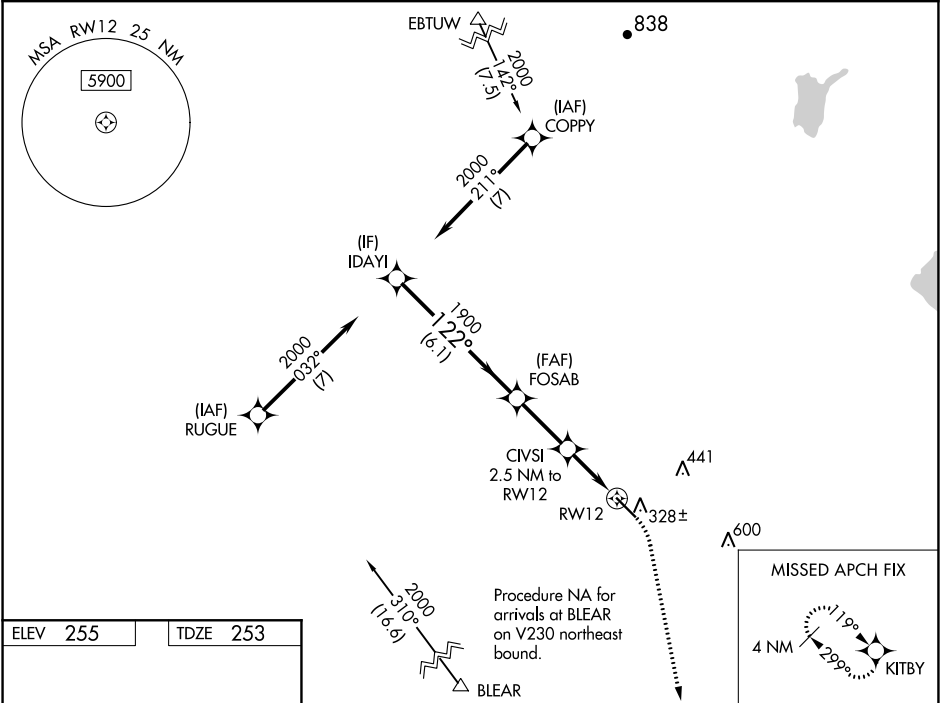 MSA RW12 25 NM
5900
EBTUW
838
2000
142°
(7.5)
(IAF)
COPPY
2000
211°
(7)
(IF)
IDAYI
1900
122°
(6.1)
2000
032°
(7)
(FAF)
FOSAB
(IAF)
RUGUE
CIVSI
2.5 NM to
RW12
441
RW12
328±
600
2000
310°
(16.6)
BLEAR
Procedure NA for
arrivals at BLEAR
on V230 northeast
bound.
MISSED APCH FIX
4 NM
119°
299°
KITBY
ELEV 255
TDZE 253